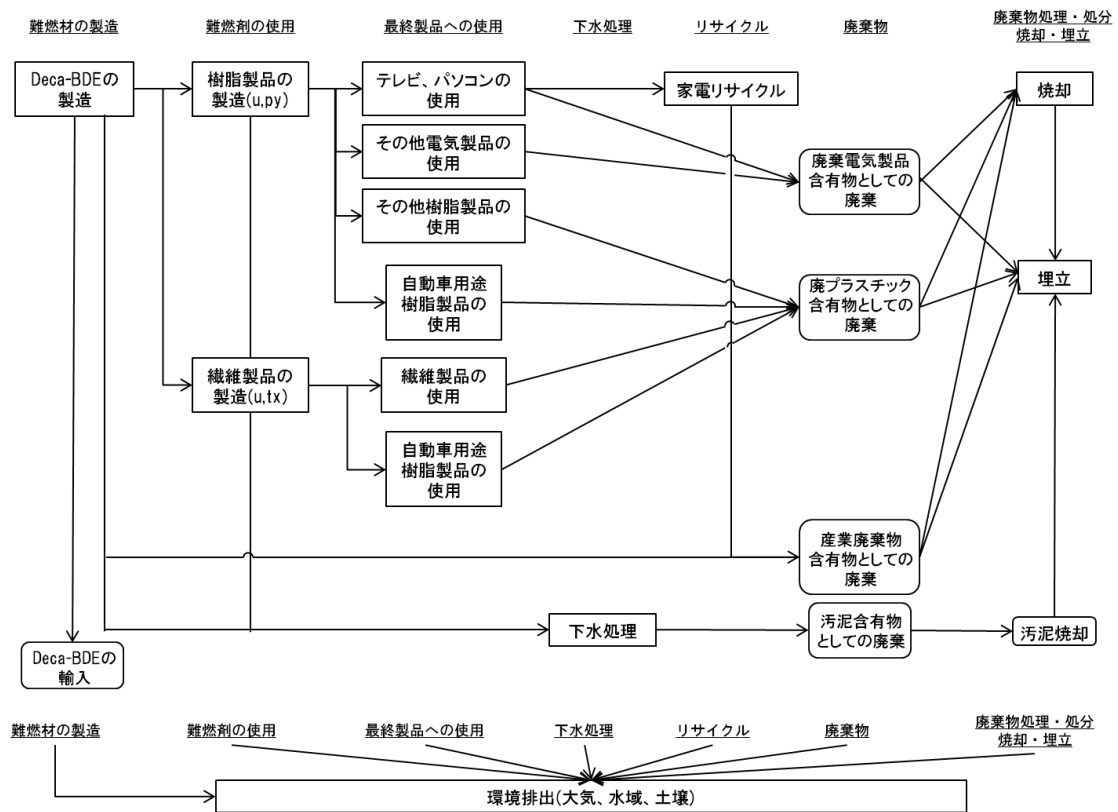 難燃材の製造
難燃剤の使用
最終製品への使用
下水処理
リサイクル
廃棄物
廃棄物処理・処分
焼却・埋立
Deca-BDEの
製造
樹脂製品の
製造(u,py)
テレビ、パソコンの
使用
家電リサイクル
焼却
その他電気製品の
使用
廃棄電気製品
含有物としての
廃棄
その他樹脂製品の
使用
自動車用途
樹脂製品の
使用
廃プラスチック
含有物としての
廃棄
埋立
繊維製品の
製造(u,tx)
繊維製品の
使用
自動車用途
樹脂製品の
使用
産業廃棄物
含有物としての
廃棄
下水処理
汚泥含有物
としての廃棄
汚泥焼却
Deca-BDEの
輸入
難燃材の製造
難燃剤の使用
最終製品への使用
下水処理
リサイクル
廃棄物
廃棄物処理・処分
焼却・埋立
環境排出(大気、水域、土壌)